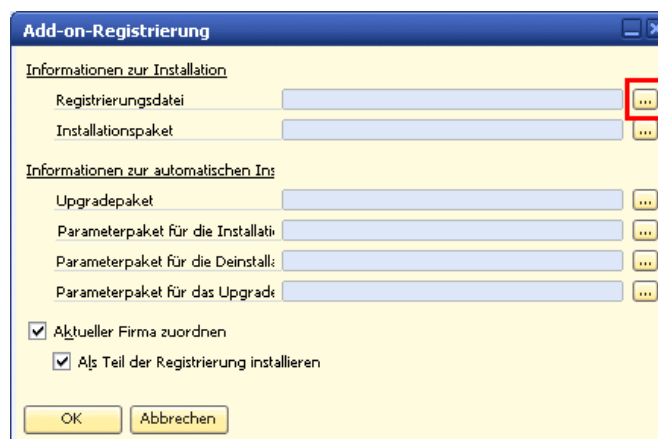 Add-on-Registrierung
Informationen zur Installation
Registrierungsdatei
...
Installationspaket
...
Informationen zur automatischen Ins
Upgradepaket
...
Parameterpaket für die Installati
...
Parameterpaket für die Deinstalla
...
Parameterpaket für das Upgrade
...
Aktueller Firma zuordnen
Als Teil der Registrierung installieren
OK Abbrechen